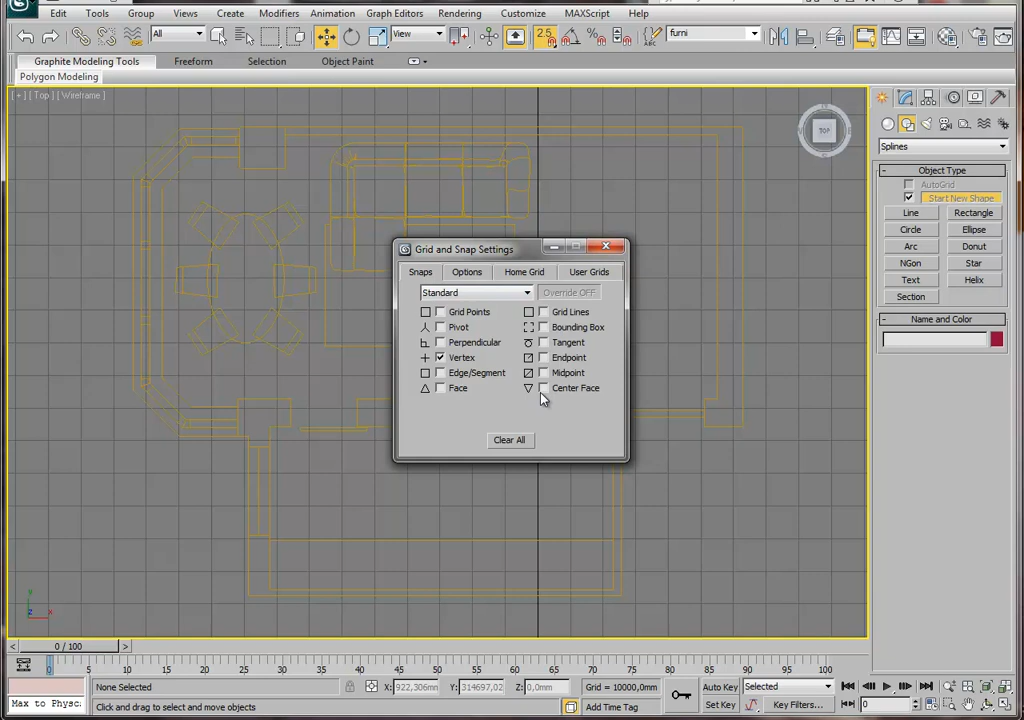 Edit Tools Group Views Create Modifiers Animation Graph Editors Rendering Customize MAXScript Help
All View 2.5 furni
Graphite Modeling Tools Freeform Selection Object Paint
Polygon Modeling
[ + ] [ Top ] [ Wireframe ]
TOP
Splines
Object Type
AutoGrid
Start New Shape
Line Rectangle
Circle Ellipse
Arc Donut
NGon Star
Text Helix
Section
Name and Color
Grid and Snap Settings
Snaps Options Home Grid User Grids
Standard Override OFF
Grid Points Grid Lines
Pivot Bounding Box
Perpendicular Tangent
Vertex Endpoint
Edge/Segment Midpoint
Face Center Face
Clear All
y
z x
< 0 / 100 >
0 5 10 15 20 25 30 35 40 45 50 55 60 65 70 75 80 85 90 95 100
None Selected X: 922,306mm Y: 314697,02 Z: 0,0mm Grid = 10000,0mm Auto Key Selected
Max to Physc Click and drag to select and move objects Add Time Tag Set Key Key Filters... 0